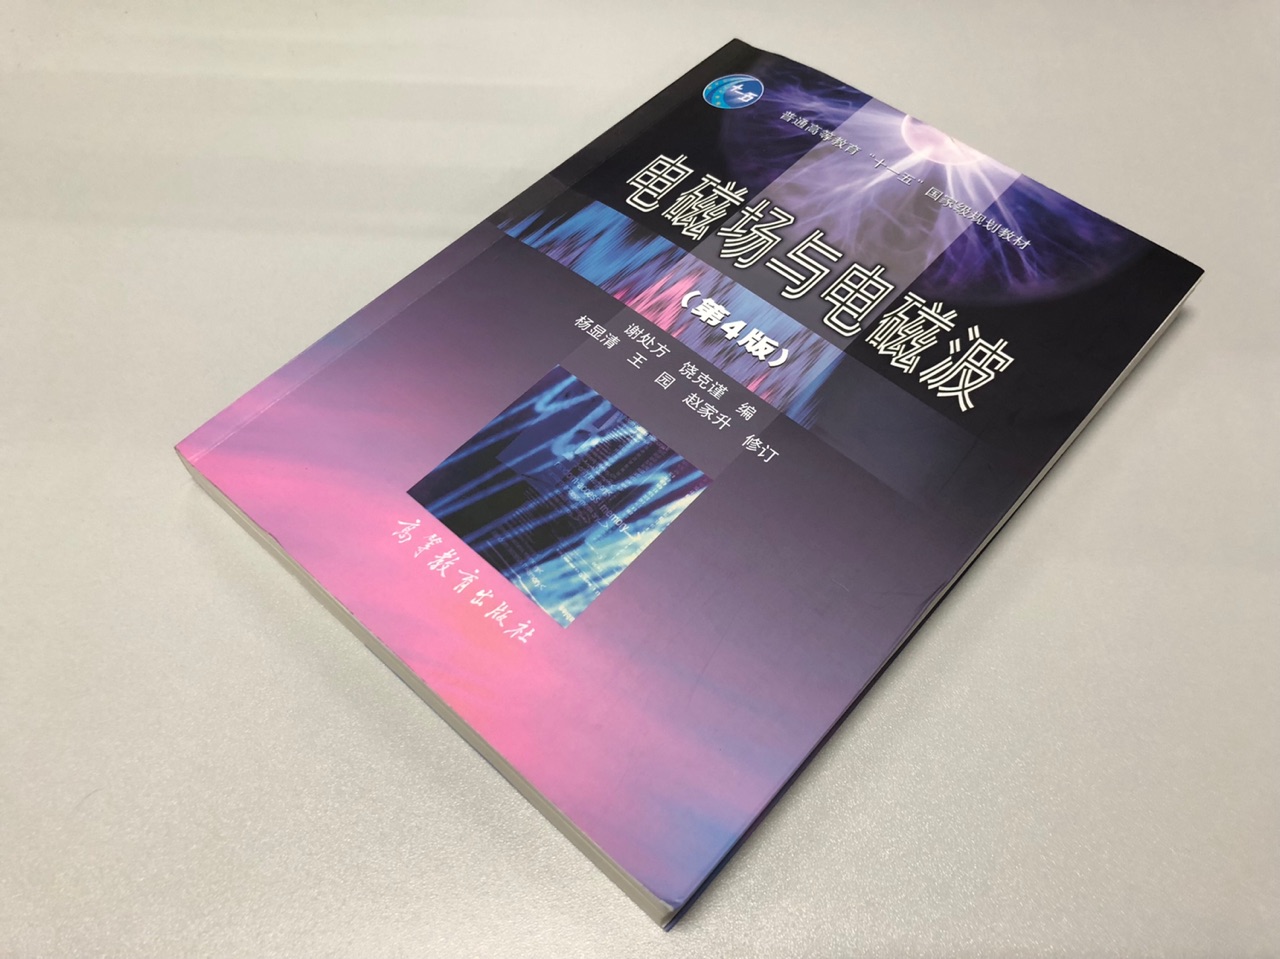 十一五
普通高等教育“十一五”国家级规划教材
电磁场与电磁波
（第4版）
谢处方 饶克谨 编
杨显清 王 园 赵家升 修订
memory
高等教育出版社